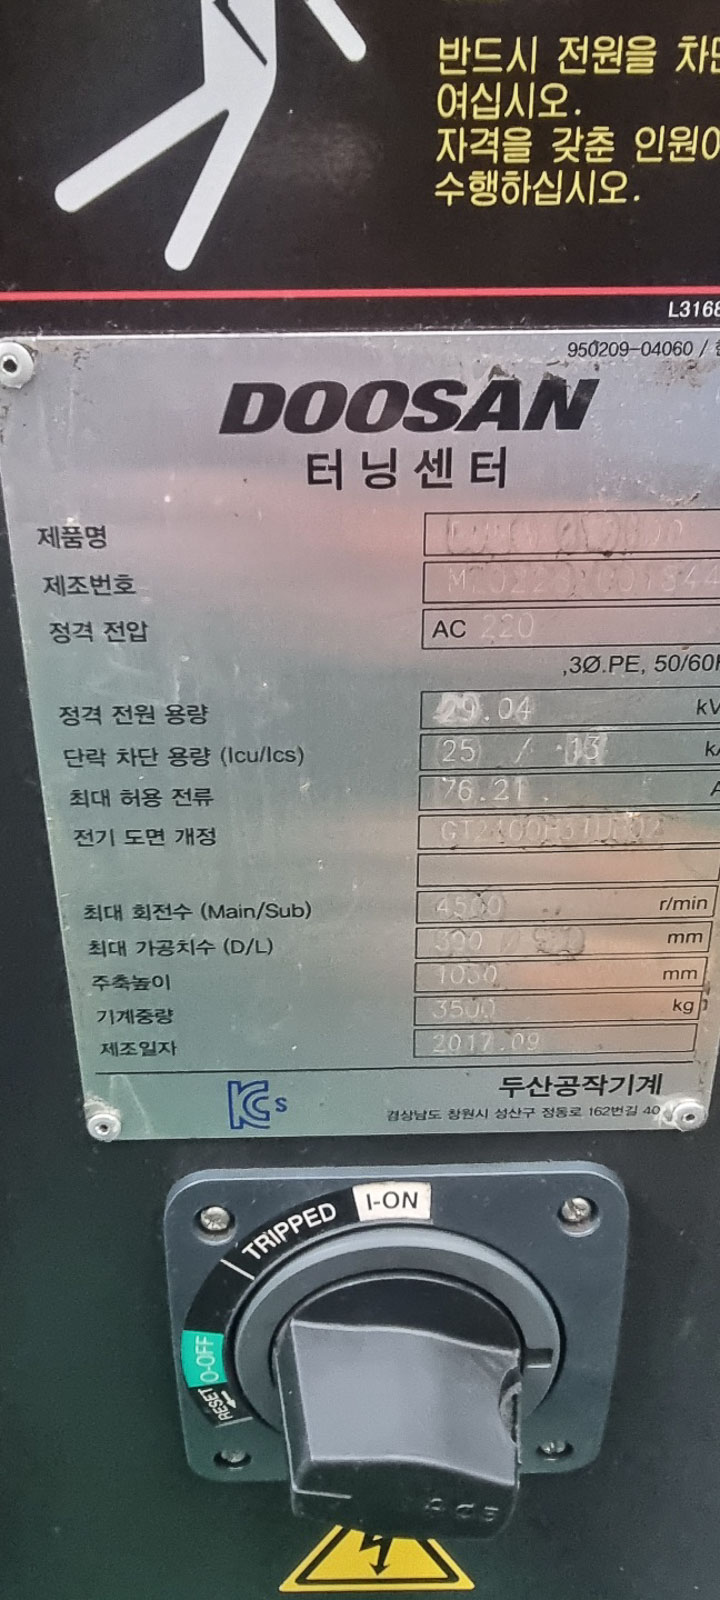 반드시 전원을
여십시오.
자격을 갖춘
수행하십시오.
L3168
950209-04060 /
DOOSAN
터닝센터
제품명
제조번호
정격 전압 AC 220
,3Ø.PE, 50/60H
정격 전원 용량 29.04 kV
단락 차단 용량 (Icu/Ics) 25 / 13 k
최대 허용 전류 76.21 A
전기 도면 개정
최대 회전수 (Main/Sub) 4500 r/min
최대 가공치수 (D/L) mm
주축높이 1030 mm
기계중량 3500 kg
제조일자 2017.09
KCs
두산공작기계
경상남도 창원시 성산구 정동로 162번길 40
I-ON
TRIPPED
O-OFF
RESET